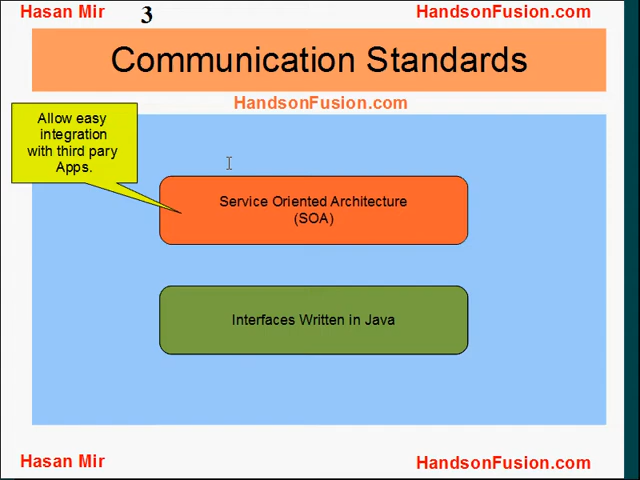 Hasan Mir
3
HandsonFusion.com
Communication Standards
HandsonFusion.com
Allow easy
integration
with third pary
Apps.
Service Oriented Architecture
(SOA)
Interfaces Written in Java
Hasan Mir
HandsonFusion.com